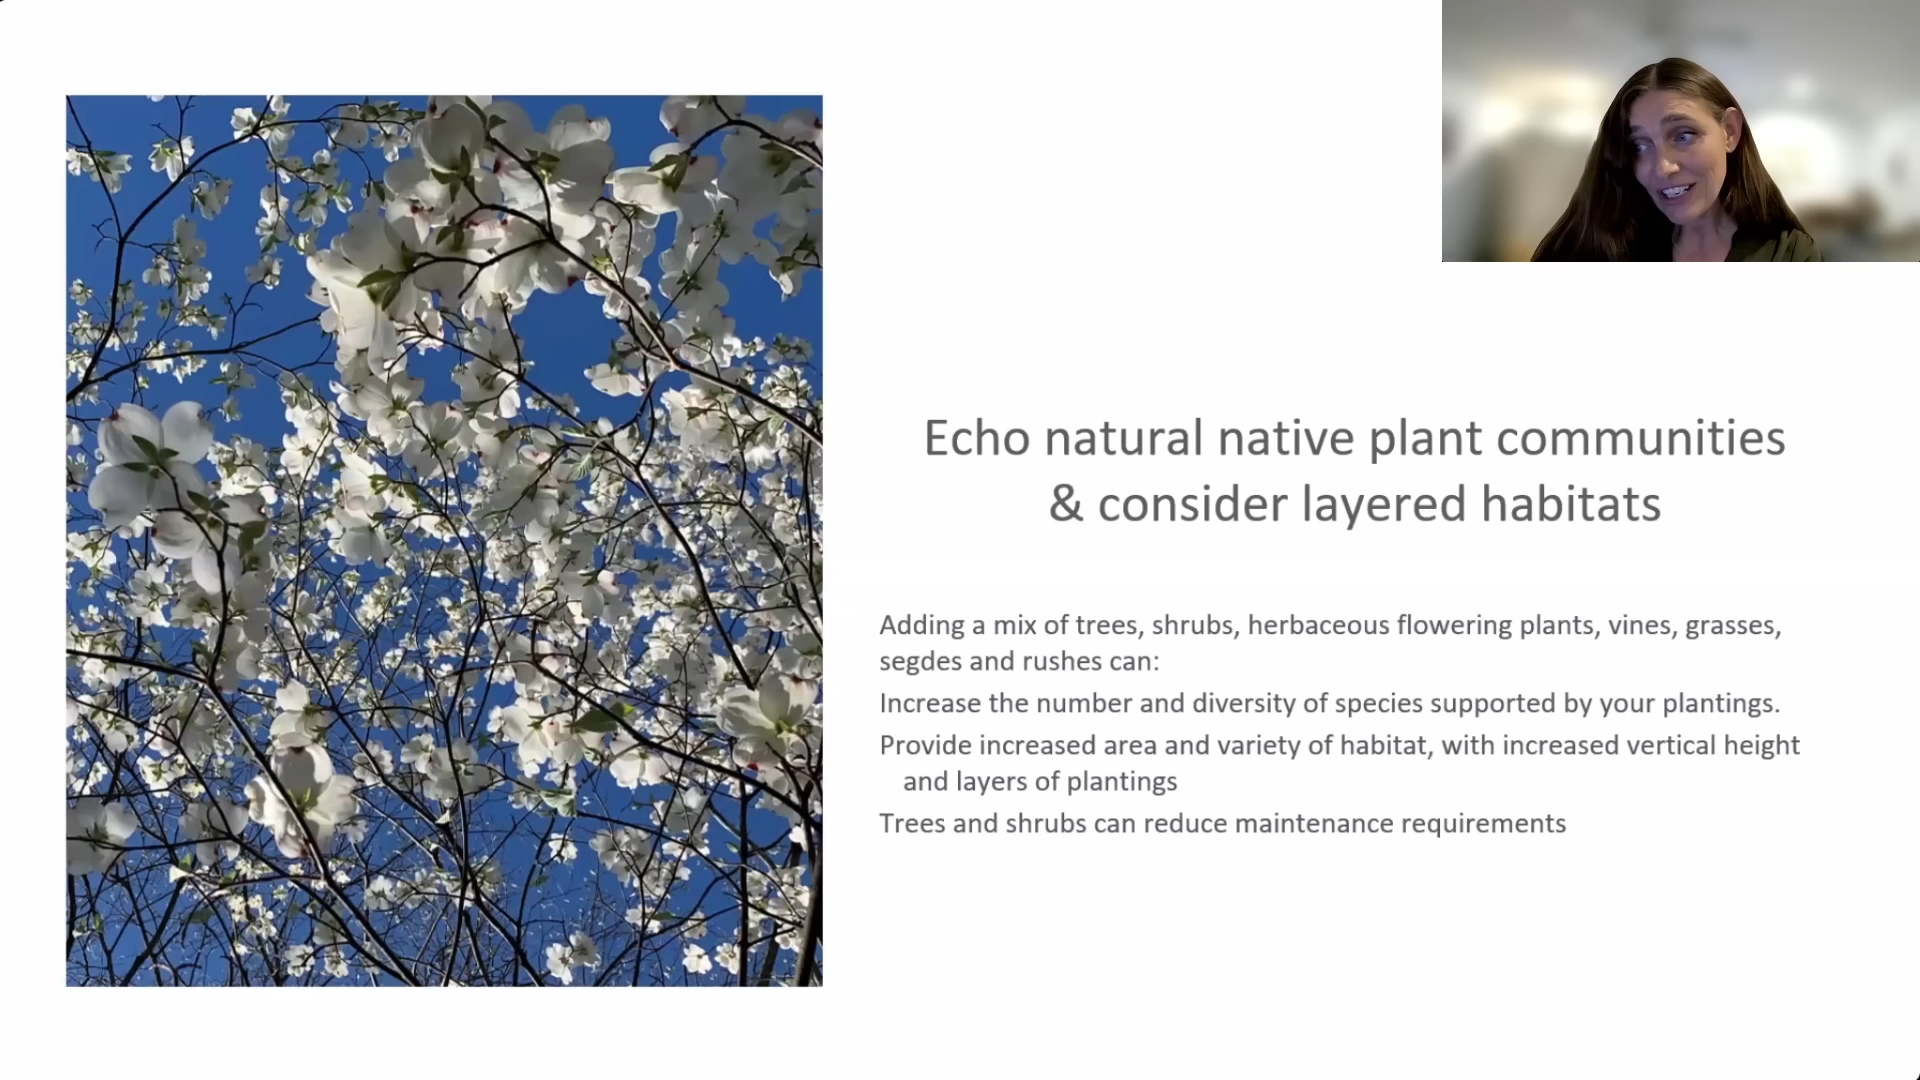 Echo natural native plant communities
& consider layered habitats
Adding a mix of trees, shrubs, herbaceous flowering plants, vines, grasses,
segdes and rushes can:
Increase the number and diversity of species supported by your plantings.
Provide increased area and variety of habitat, with increased vertical height
and layers of plantings
Trees and shrubs can reduce maintenance requirements